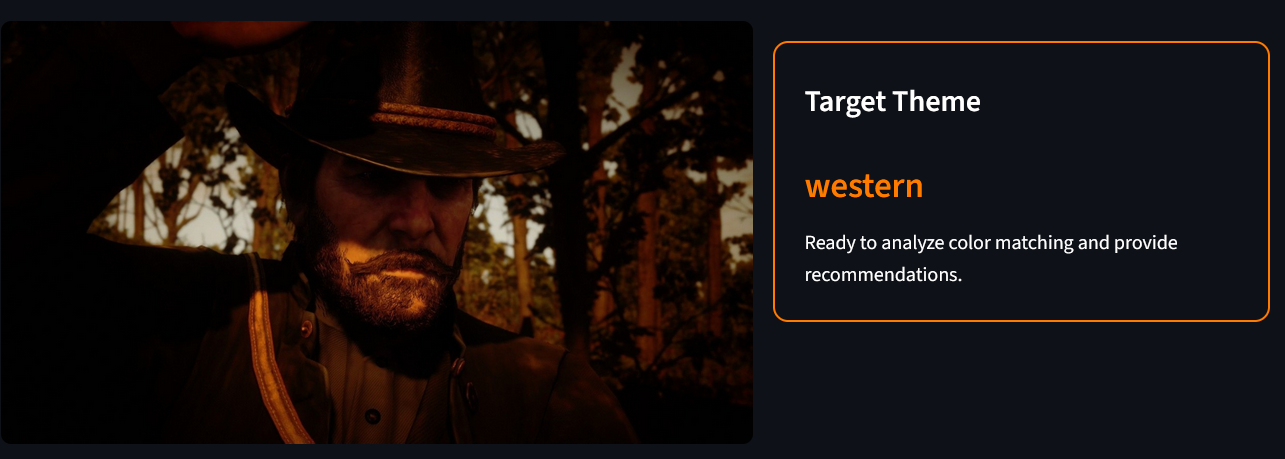 Target Theme
western
Ready to analyze color matching and provide
recommendations.